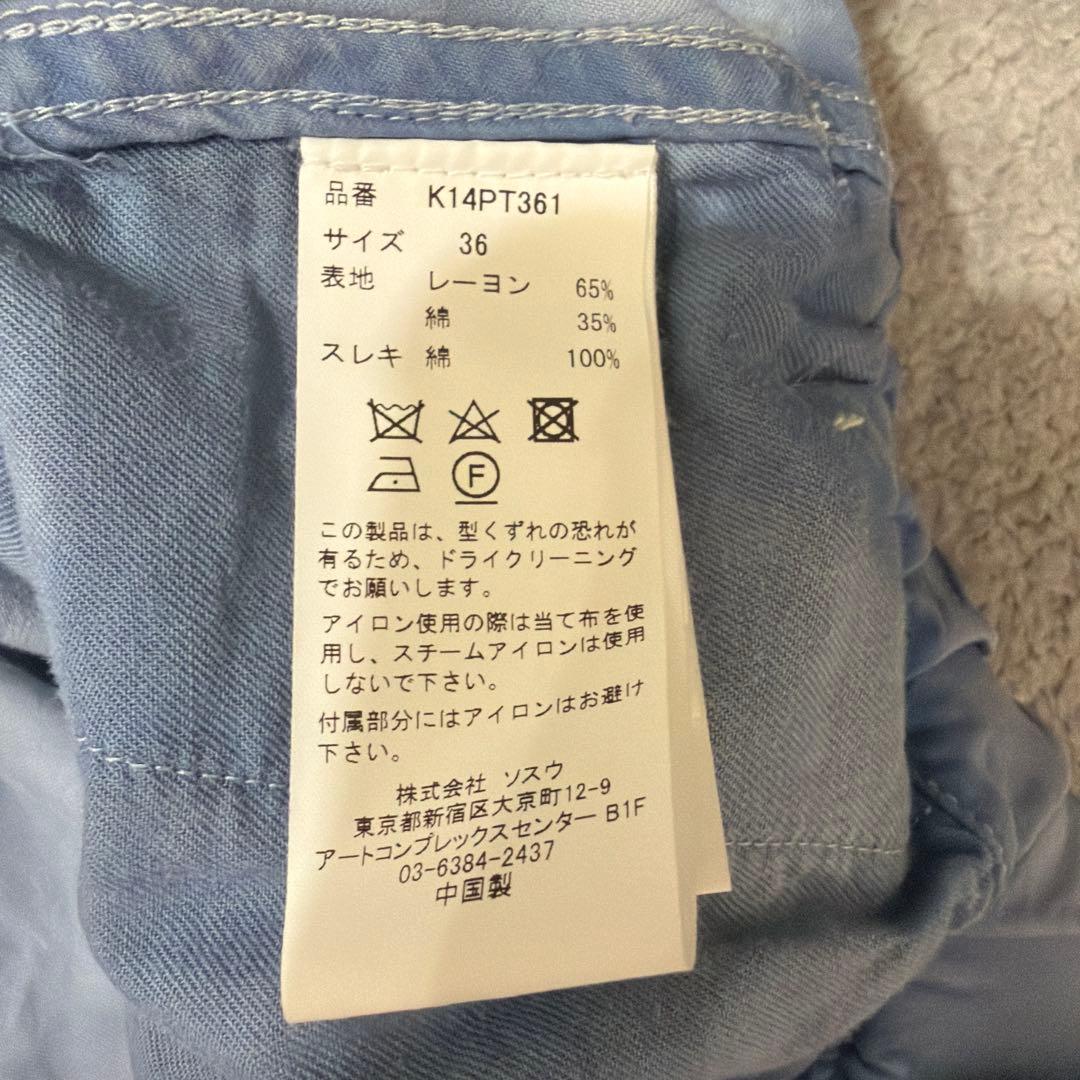 品番 K14PT361
サイズ 36
表地 レーヨン 65%
綿 35%
スレキ 綿 100%
F
この製品は、型くずれの恐れが
有るため、ドライクリーニング
でお願いします。
アイロン使用の際は当て布を使
用し、スチームアイロンは使用
しないで下さい。
付属部分にはアイロンはお避け
下さい。
株式会社 ソスウ
東京都新宿区大京町12-9
アートコンプレックスセンター B1F
03-6384-2437
中国製